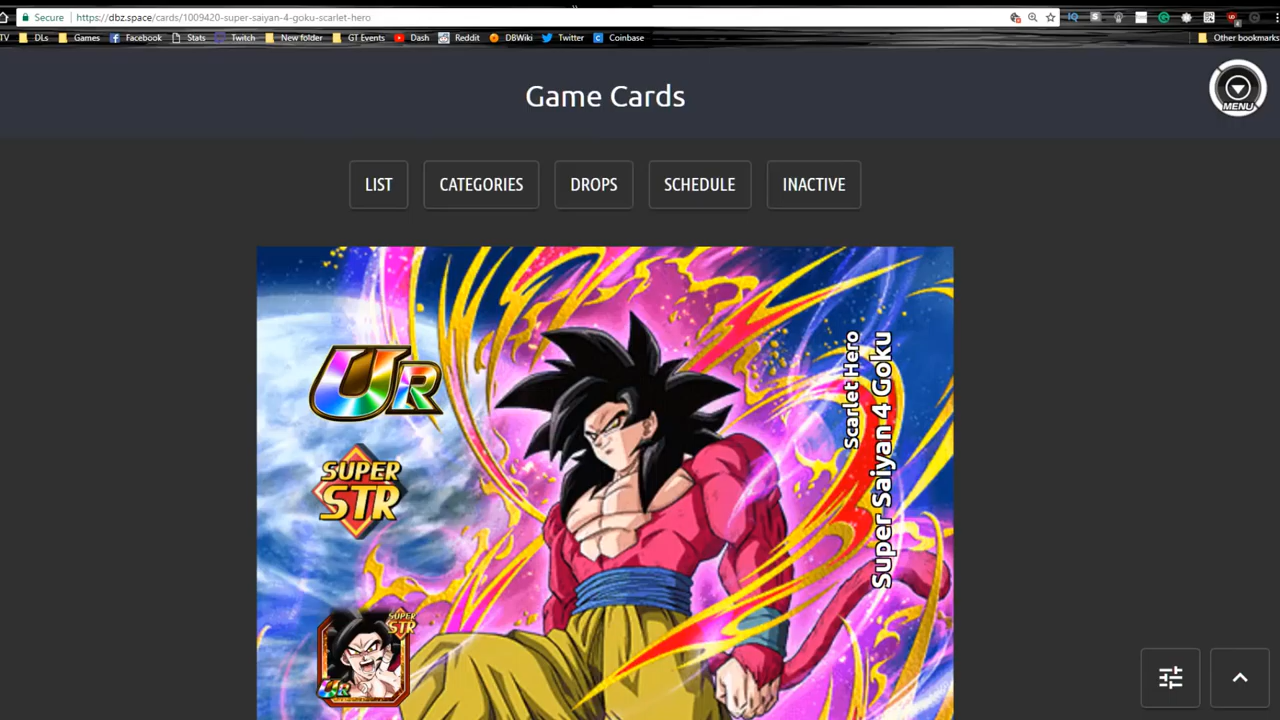 Secure
https://dbz.space/cards/1009420-super-saiyan-4-goku-scarlet-hero
TV DLs Games Facebook Stats Twitch New folder GT Events Dash Reddit DBWiki Twitter Coinbase Other bookmarks
Game Cards
MENU
LIST CATEGORIES DROPS SCHEDULE INACTIVE
UR
SUPER
STR
Scarlet Hero
Super Saiyan 4 Goku
SUPER
STR
UR